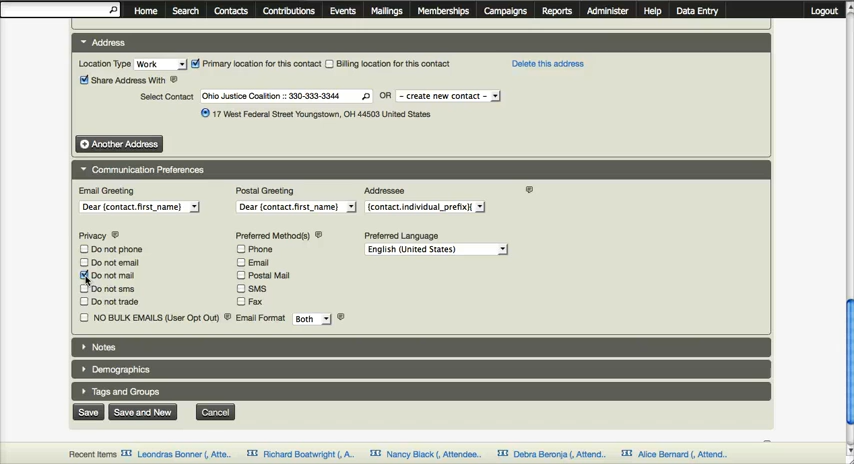 Home Search Contacts Contributions Events Mailings Memberships Campaigns Reports Administer Help Data Entry Logout
Address
Location Type Work Primary location for this contact Billing location for this contact Delete this address
Share Address With
Select Contact Ohio Justice Coalition :: 330-333-3344 OR - create new contact -
17 West Federal Street Youngstown, OH 44503 United States
Another Address
Communication Preferences
Email Greeting Postal Greeting Addressee
Dear {contact.first_name} Dear {contact.first_name} {contact.individual_prefix}{
Privacy Preferred Method(s) Preferred Language
Do not phone Phone English (United States)
Do not email Email
Do not mail Postal Mail
Do not sms SMS
Do not trade Fax
NO BULK EMAILS (User Opt Out) Email Format Both
Notes
Demographics
Tags and Groups
Save Save and New Cancel
Recent Items Leondras Bonner (, Atte.. Richard Boatwright (, A.. Nancy Black (, Attendee.. Debra Beronja (, Attend.. Alice Bernard (, Attend..